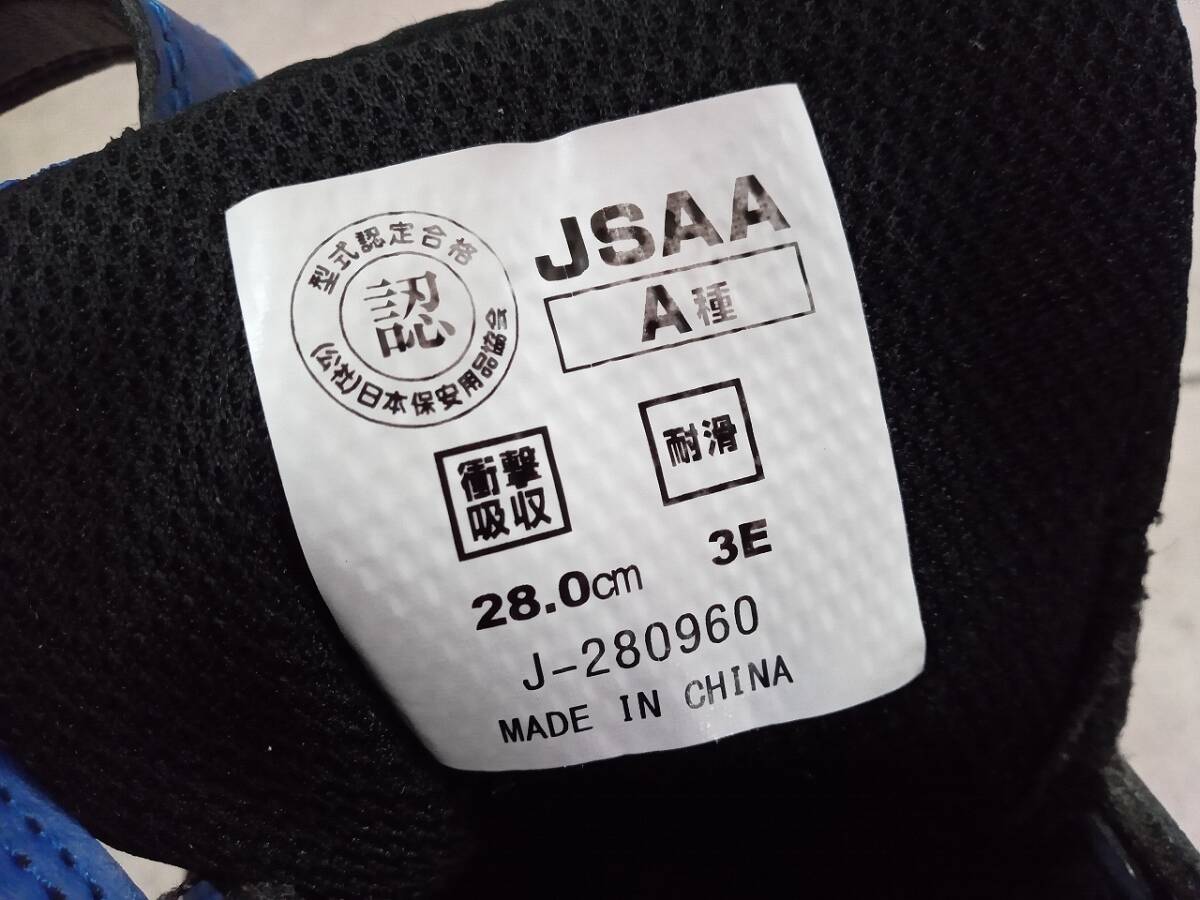 型式認定合格
認
(公社)日本保安用品協会
JSAA
A種
衝撃
吸収
耐滑
28.0cm 3E
J-280960
MADE IN CHINA